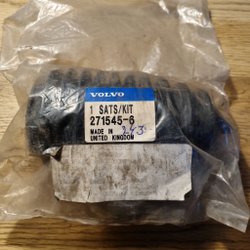 VOLVO
1 SATS/KIT
271545-6
MADE IN
UNITED KINGDOM